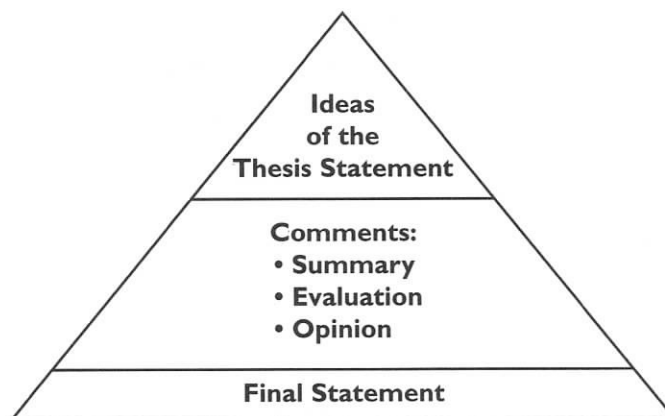 Ideas
of the
Thesis Statement
Comments:
• Summary
• Evaluation
• Opinion
Final Statement